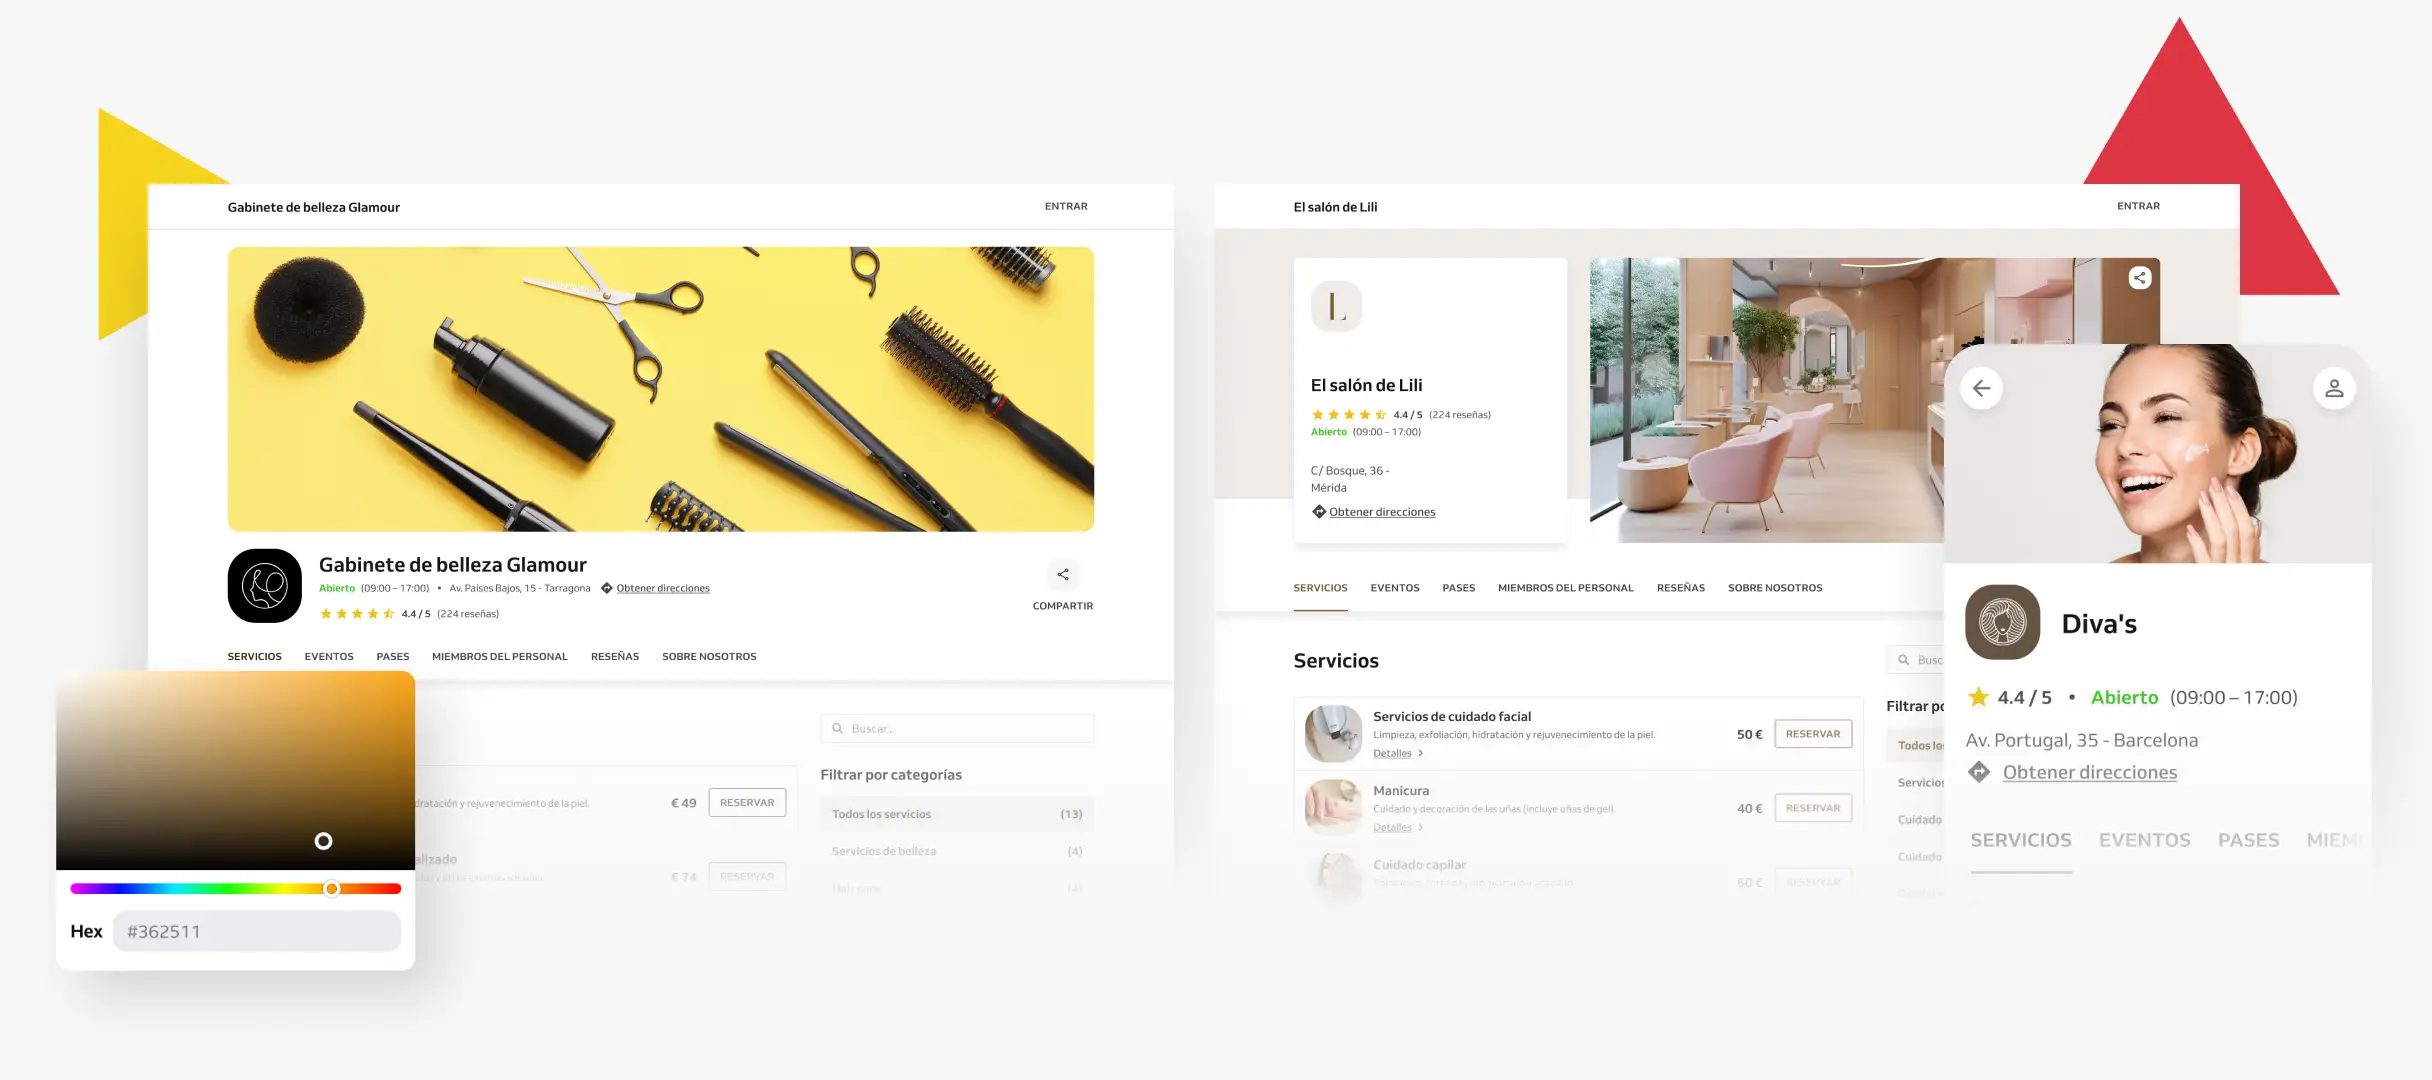 Gabinete de belleza Glamour
ENTRAR
Gabinete de belleza Glamour
Abierto (09:00 – 17:00) • Av. Países Bajos, 15 - Tarragona Obtener direcciones
4.4 / 5 (224 reseñas)
COMPARTIR
SERVICIOS EVENTOS PASES MIEMBROS DEL PERSONAL RESEÑAS SOBRE NOSOTROS
Buscar...
dratación y rejuvenecimiento de la piel.
€ 49
RESERVAR
Filtrar por categorías
Todos los servicios (13)
Servicios de belleza (4)
Hair care (4)
alizado
€ 74
RESERVAR
Hex
#362511
El salón de Lili
ENTRAR
L
El salón de Lili
4.4 / 5 (224 reseñas)
Abierto (09:00 – 17:00)
C/ Bosque, 36 -
Mérida
Obtener direcciones
SERVICIOS EVENTOS PASES MIEMBROS DEL PERSONAL RESEÑAS SOBRE NOSOTROS
Servicios
Busc
Servicios de cuidado facial
Limpieza, exfoliación, hidratación y rejuvenecimiento de la piel.
Detalles
50 €
RESERVAR
Manicura
Cuidado y decoración de las uñas (incluye uñas de gel).
Detalles
40 €
RESERVAR
Cuidado capilar
60 €
RESERVAR
Filtrar po
Todos los
Servicios
Cuidado
Cuidado
Diva's
4.4 / 5 • Abierto (09:00 – 17:00)
Av. Portugal, 35 - Barcelona
Obtener direcciones
SERVICIOS EVENTOS PASES MIEM